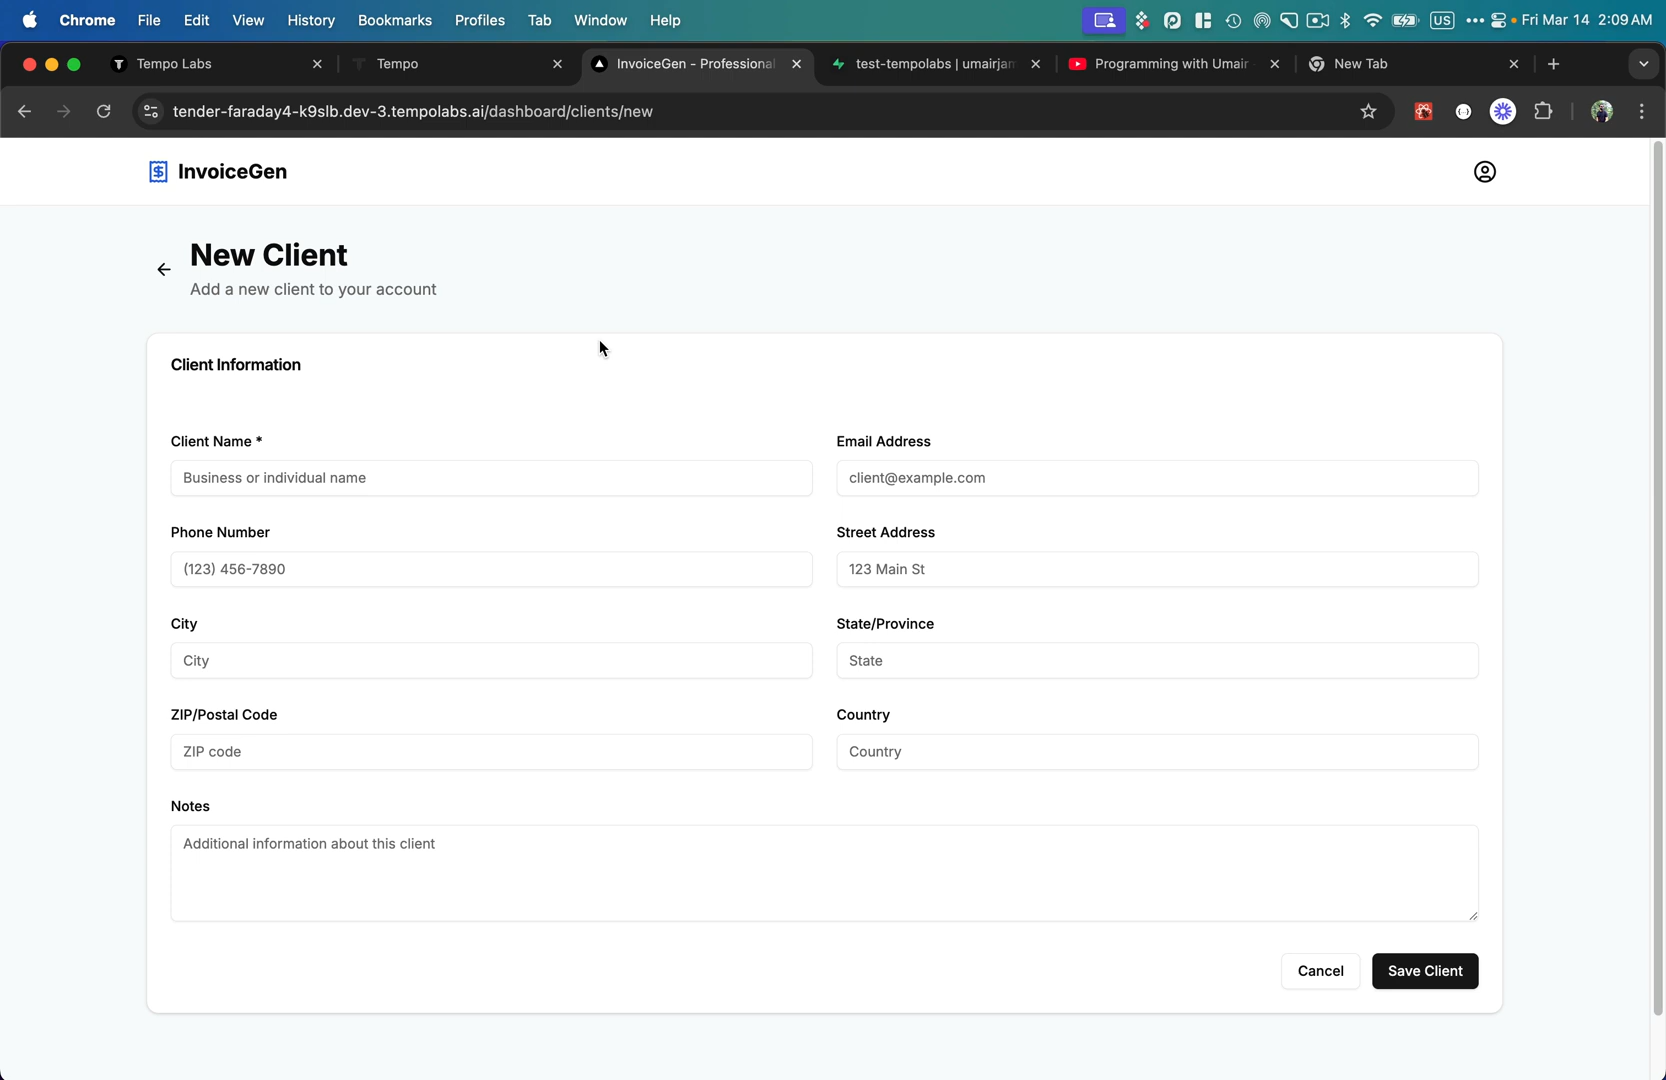 Chrome File Edit View History Bookmarks Profiles Tab Window Help US Fri Mar 14 2:09 AM
Tempo Labs Tempo InvoiceGen - Professional test-tempolabs | umairjam Programming with Umair New Tab
tender-faraday4-k9slb.dev-3.tempolabs.ai/dashboard/clients/new
InvoiceGen
New Client
Add a new client to your account
Client Information
Client Name * Email Address
Business or individual name client@example.com
Phone Number Street Address
(123) 456-7890 123 Main St
City State/Province
City State
ZIP/Postal Code Country
ZIP code Country
Notes
Additional information about this client
Cancel Save Client